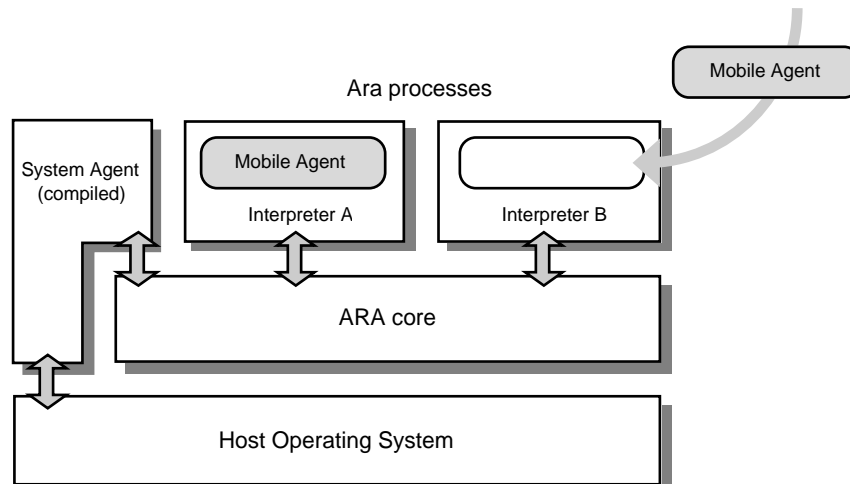 Mobile Agent
Ara processes
System Agent
(compiled)
Mobile Agent
Interpreter A
Interpreter B
ARA core
Host Operating System